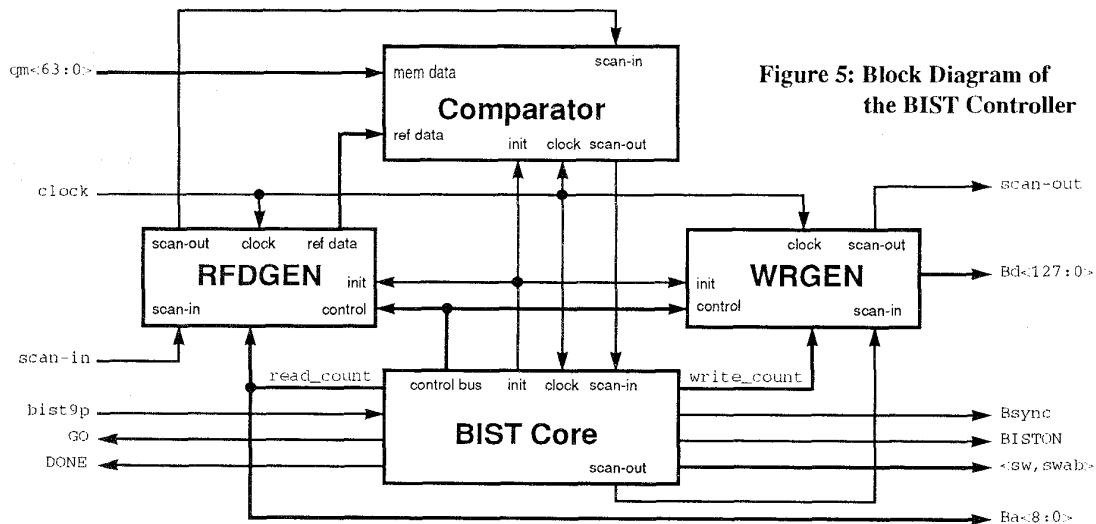 scan-in
qm<63:0>
mem data
Figure 5: Block Diagram of
the BIST Controller
Comparator
ref data
init clock scan-out
clock
scan-out
scan-out clock ref data
clock scan-out
RFDGEN
WRGEN
init
init
Bd<127:0>
scan-in
control
control
scan-in
scan-in
read_count
control bus init clock scan-in
write_count
bist9p
Bsync
GO
BIST Core
BISTON
DONE
scan-out
<sw,swab>
Ba<8:0>